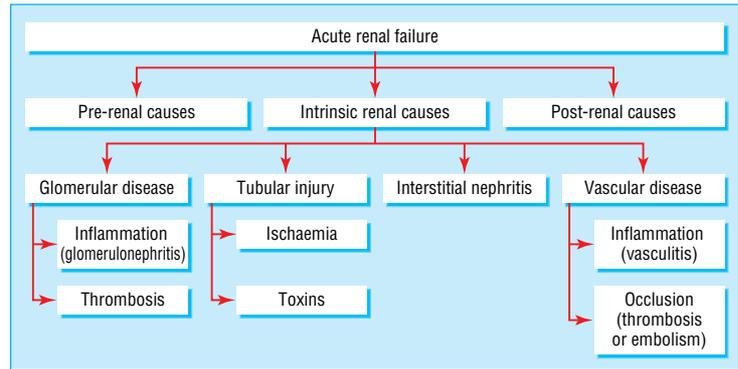 Acute renal failure
Pre-renal causes
Intrinsic renal causes
Post-renal causes
Glomerular disease
Tubular injury
Interstitial nephritis
Vascular disease
Inflammation
(glomerulonephritis)
Thrombosis
Ischaemia
Toxins
Inflammation
(vasculitis)
Occlusion
(thrombosis
or embolism)